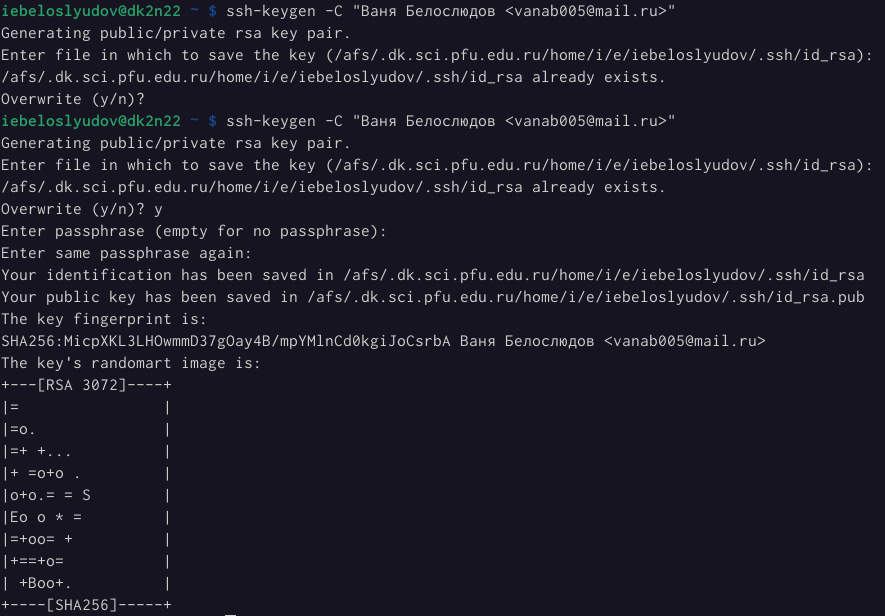 iebeloslyudov@dk2n22 ~ $ ssh-keygen -C "Ваня Белослюдов <vanab005@mail.ru>"
Generating public/private rsa key pair.
Enter file in which to save the key (/afs/.dk.sci.pfu.edu.ru/home/i/e/iebeloslyudov/.ssh/id_rsa):
/afs/.dk.sci.pfu.edu.ru/home/i/e/iebeloslyudov/.ssh/id_rsa already exists.
Overwrite (y/n)?
iebeloslyudov@dk2n22 ~ $ ssh-keygen -C "Ваня Белослюдов <vanab005@mail.ru>"
Generating public/private rsa key pair.
Enter file in which to save the key (/afs/.dk.sci.pfu.edu.ru/home/i/e/iebeloslyudov/.ssh/id_rsa):
/afs/.dk.sci.pfu.edu.ru/home/i/e/iebeloslyudov/.ssh/id_rsa already exists.
Overwrite (y/n)? y
Enter passphrase (empty for no passphrase):
Enter same passphrase again:
Your identification has been saved in /afs/.dk.sci.pfu.edu.ru/home/i/e/iebeloslyudov/.ssh/id_rsa
Your public key has been saved in /afs/.dk.sci.pfu.edu.ru/home/i/e/iebeloslyudov/.ssh/id_rsa.pub
The key fingerprint is:
SHA256:MicpXKL3LHOwmmD37gOay4B/mpYMlnCd0kgiJoCsrbA Ваня Белослюдов <vanab005@mail.ru>
The key's randomart image is:
+---[RSA 3072]----+
|=                |
|=o.              |
|=+ +...          |
|+ =o+o .         |
|o+o.= = S        |
|Eo o * =         |
|=+oo= +          |
|+==+o=           |
| +Boo+.          |
+----[SHA256]-----+